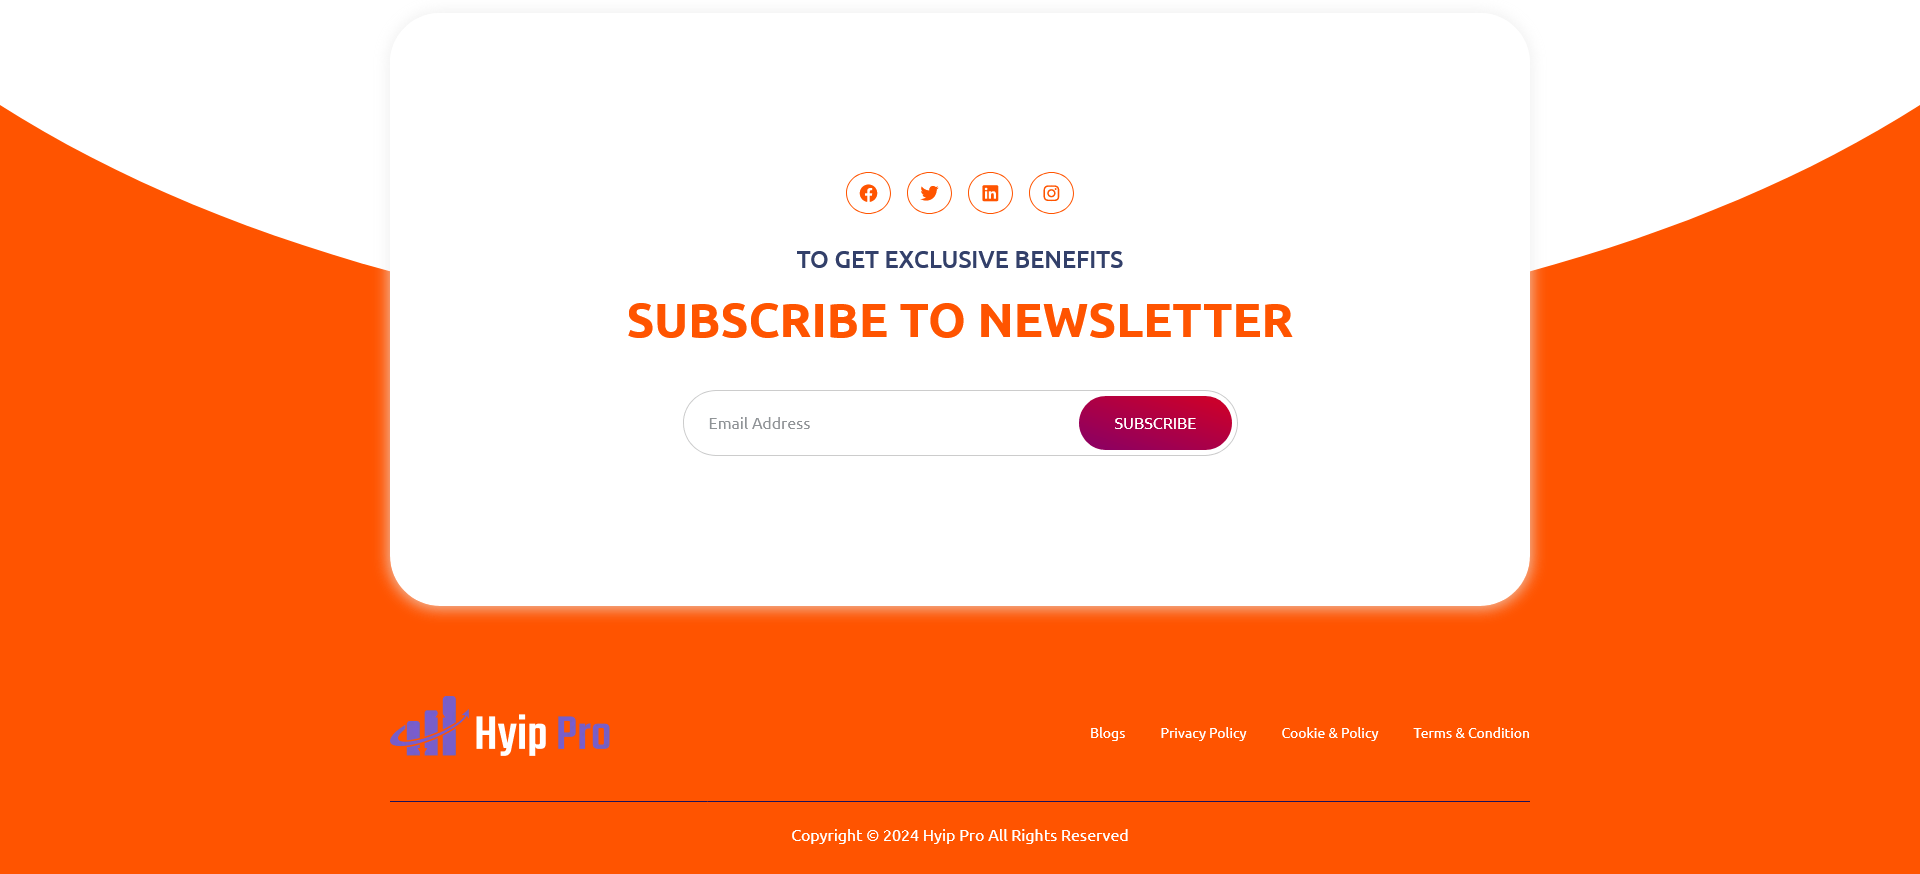 TO GET EXCLUSIVE BENEFITS
SUBSCRIBE TO NEWSLETTER
Email Address
SUBSCRIBE
Hyip Pro
Blogs
Privacy Policy
Cookie & Policy
Terms & Condition
Copyright © 2024 Hyip Pro All Rights Reserved